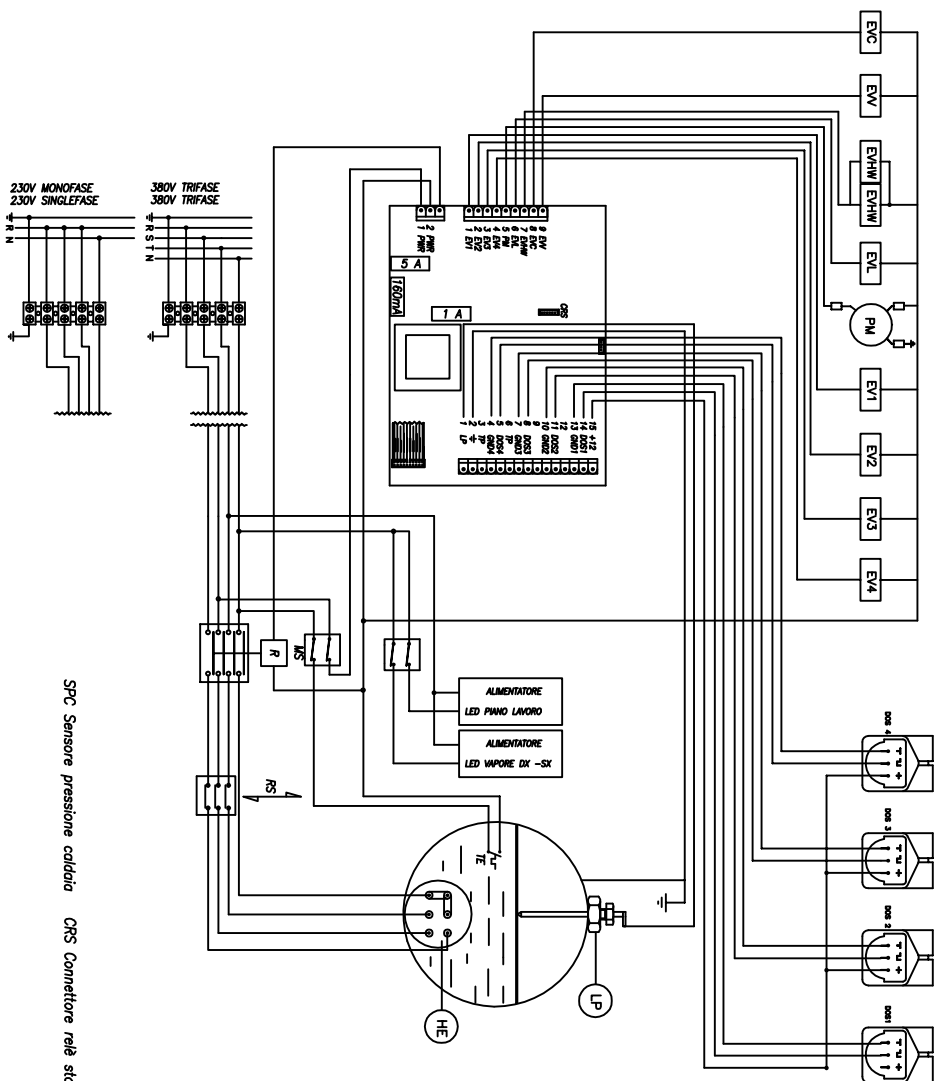 EVC
EVV
EVHW
EVHW
EVL
PM
EV1
EV2
EV3
EV4
230V MONOFASE
230V SINGLEFASE
R N
380V TRIFASE
380V TRIFASE
R S T N
1 PWR
2 PWR
1 EV1
2 EV2
3 EV3
4 EV4
5 PM
6 EVL
7 EVHW
8 EVC
9 EVV
5 A
160mA
1 A
CRS
1 LP
2
3 TP
4 GND4
5 DOS4
6 TP
7 GND3
8 DOS3
9
10 GND2
11 DOS2
12
13 GND1
14 DOS1
15 +12
R
MS
ALIMENTATORE
LED PIANO LAVORO
ALIMENTATORE
LED VAPORE DX -SX
RS
TE
HE
LP
DOS 4
DOS 3
DOS 2
DOS1
SPC Sensore pressione caldaia CRS Connettore relè